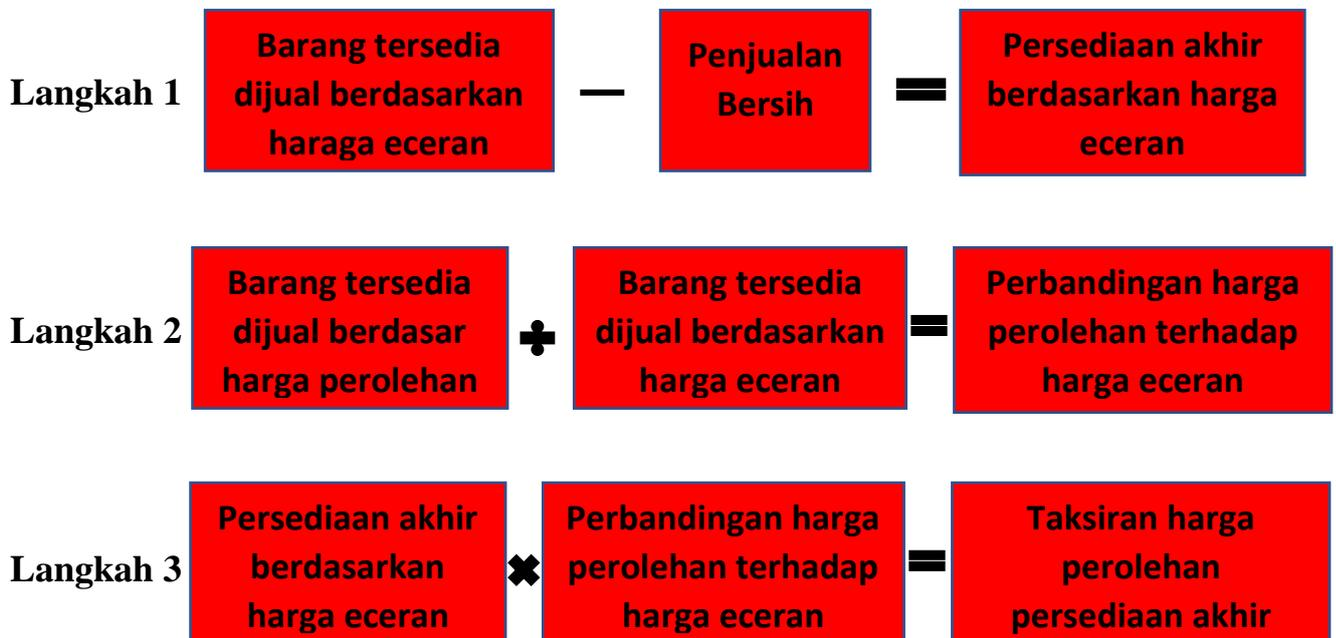 Langkah 1
Barang tersedia
dijual berdasarkan
haraga eceran
—
Penjualan
Bersih
=
Persediaan akhir
berdasarkan harga
eceran
Langkah 2
Barang tersedia
dijual berdasar
harga perolehan
÷
Barang tersedia
dijual berdasarkan
harga eceran
=
Perbandingan harga
perolehan terhadap
harga eceran
Langkah 3
Persediaan akhir
berdasarkan
harga eceran
×
Perbandingan harga
perolehan terhadap
harga eceran
=
Taksiran harga
perolehan
persediaan akhir